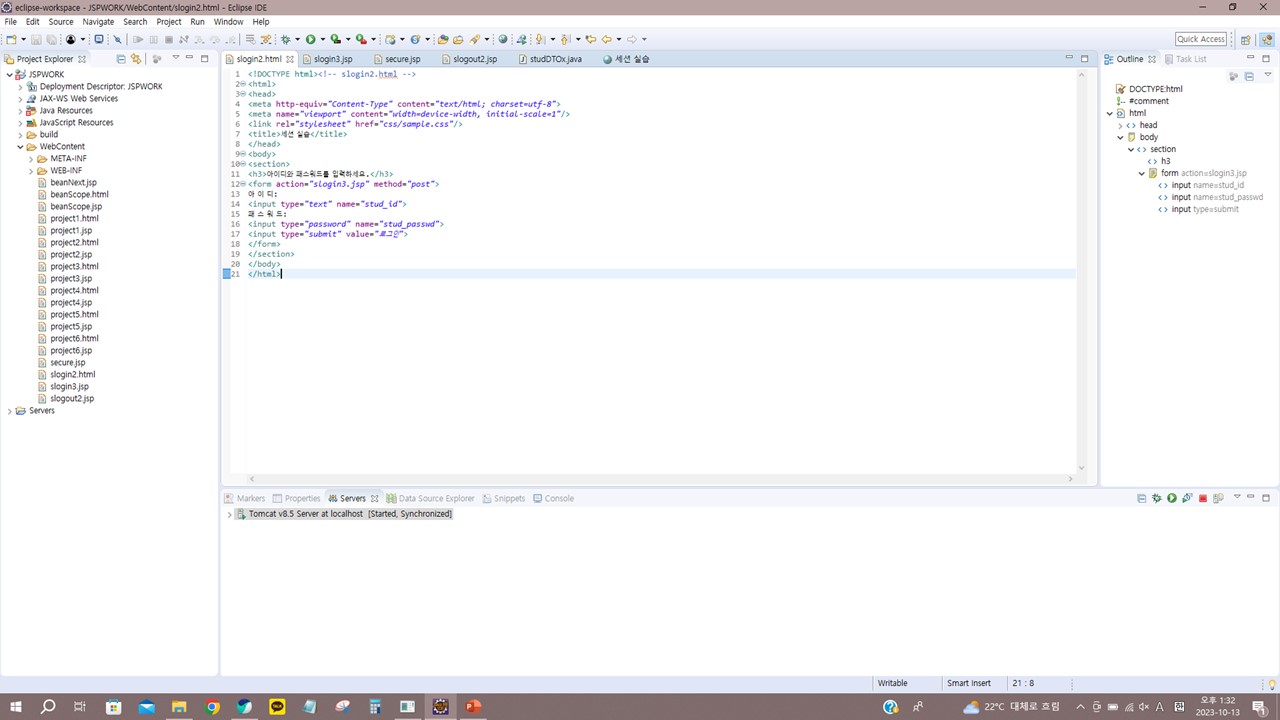 eclipse-workspace - JSPWORK/WebContent/slogin2.html - Eclipse IDE
File Edit Source Navigate Search Project Run Window Help
Quick Access
Project Explorer
JSPWORK
Deployment Descriptor: JSPWORK
JAX-WS Web Services
Java Resources
JavaScript Resources
build
WebContent
META-INF
WEB-INF
beanNext.jsp
beanScope.html
beanScope.jsp
project1.html
project1.jsp
project2.html
project2.jsp
project3.html
project3.jsp
project4.html
project4.jsp
project5.html
project5.jsp
project6.html
project6.jsp
secure.jsp
slogin2.html
slogin3.jsp
slogout2.jsp
Servers
slogin2.html slogin3.jsp secure.jsp slogout2.jsp studDTOx.java 세션 실습
1 <!DOCTYPE html><!-- slogin2.html -->
2 <html>
3 <head>
4 <meta http-equiv="Content-Type" content="text/html; charset=utf-8">
5 <meta name="viewport" content="width=device-width, initial-scale=1"/>
6 <link rel="stylesheet" href="css/sample.css"/>
7 <title>세션 실습</title>
8 </head>
9 <body>
10 <section>
11 <h3>아이디와 패스워드를 입력하세요.</h3>
12 <form action="slogin3.jsp" method="post">
13 아 이 디:
14 <input type="text" name="stud_id">
15 패 스 워 드:
16 <input type="password" name="stud_passwd">
17 <input type="submit" value="로그인">
18 </form>
19 </section>
20 </body>
21 </html>
Outline Task List
DOCTYPE:html
#comment
html
head
body
section
h3
form action=slogin3.jsp
input name=stud_id
input name=stud_passwd
input type=submit
Markers Properties Servers Data Source Explorer Snippets Console
Tomcat v8.5 Server at localhost [Started, Synchronized]
Writable Smart Insert 21 : 8
TALK
22°C 대체로 흐림
A
오후 1:32
2023-10-13
1